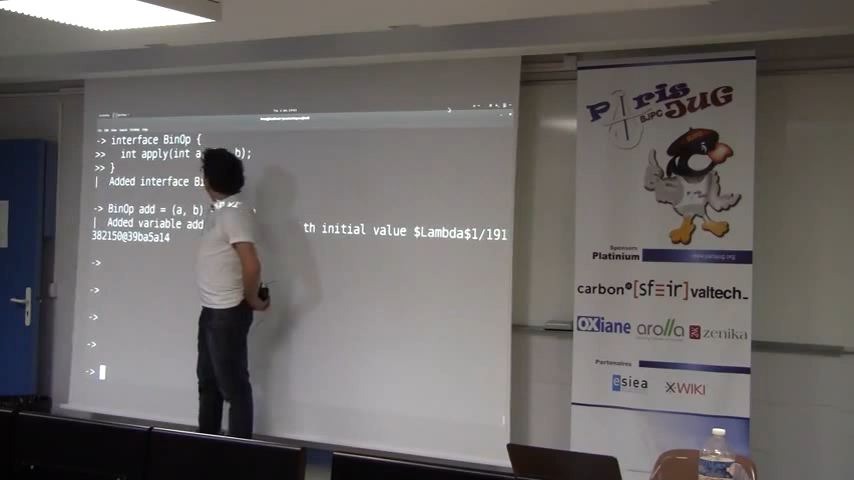 -> interface BinOp {
>> int apply(int a b);
>> }
| Added interface Bi
-> BinOp add = (a, b)
| Added variable add th initial value $Lambda$1/191
382150@39ba5a14
->
->
->
->
->
Paris
JUG
BJPC
Sponsors
Platinium
carbon [sfeir] valtech_
OXiane arolla zenika
Partenaires
esiea XWIKI